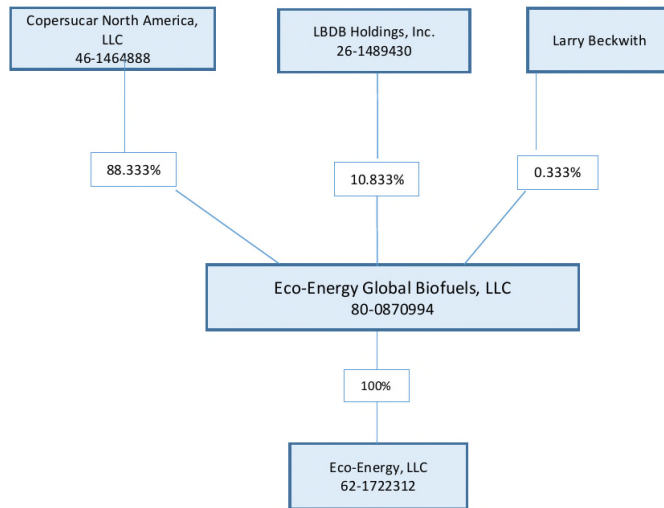 Copersucar North America,
LLC
46-1464888
LBDB Holdings, Inc.
26-1489430
Larry Beckwith
88.333%
10.833%
0.333%
Eco-Energy Global Biofuels, LLC
80-0870994
100%
Eco-Energy, LLC
62-1722312